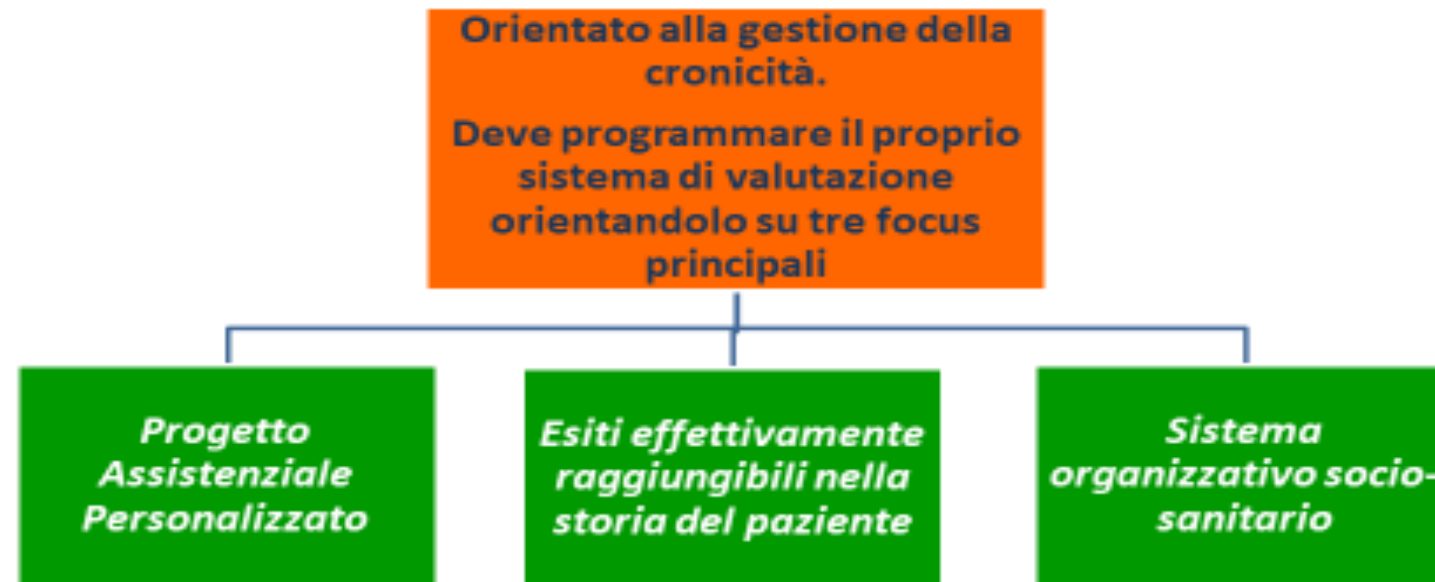 Orientato alla gestione della
cronicità.
Deve programmare il proprio
sistema di valutazione
orientandolo su tre focus
principali
Progetto
Assistenziale
Personalizzato
Esiti effettivamente
raggiungibili nella
storia del paziente
Sistema
organizzativo socio-
sanitario